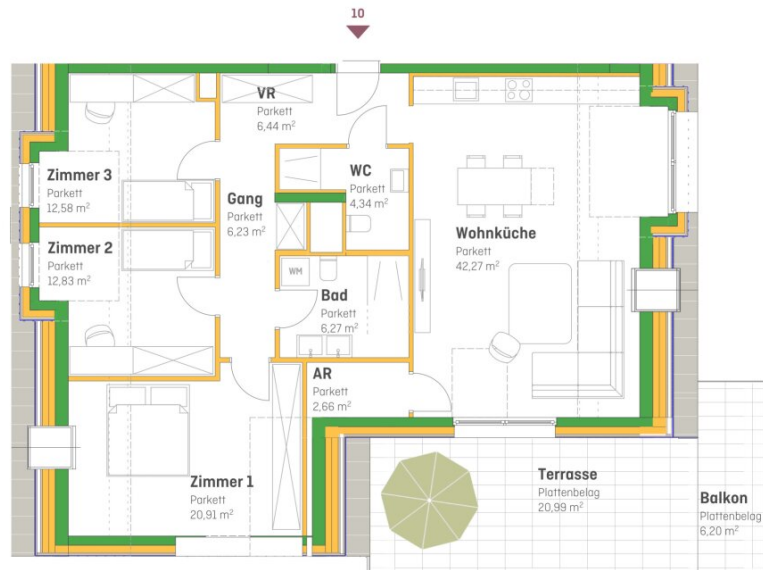 10
VR
Parkett
6,44 m²
Zimmer 3
Parkett
12,58 m²
WC
Parkett
4,34 m²
Gang
Parkett
6,23 m²
Wohnküche
Parkett
42,27 m²
Zimmer 2
Parkett
12,83 m²
WM
Bad
Parkett
6,27 m²
AR
Parkett
2,66 m²
Zimmer 1
Parkett
20,91 m²
Terrasse
Plattenbelag
20,99 m²
Balkon
Plattenbelag
6,20 m²